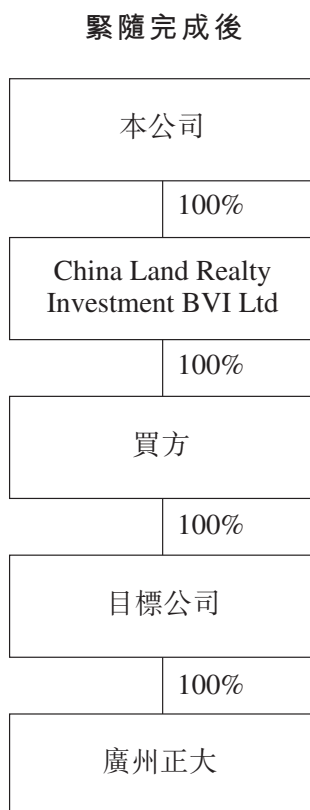 緊隨完成後
本公司
100%
China Land Realty
Investment BVI Ltd
100%
買方
100%
目標公司
100%
廣州正大